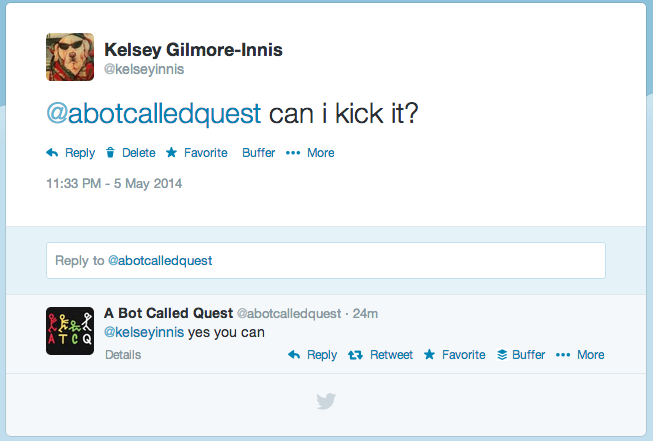 Kelsey Gilmore-Innis
@kelseyinnis
@abotcalledquest can i kick it?
Reply Delete Favorite Buffer More
11:33 PM - 5 May 2014
Reply to @abotcalledquest
A Bot Called Quest @abotcalledquest · 24m
ATCQ
@kelseyinnis yes you can
Details Reply Retweet Favorite Buffer More